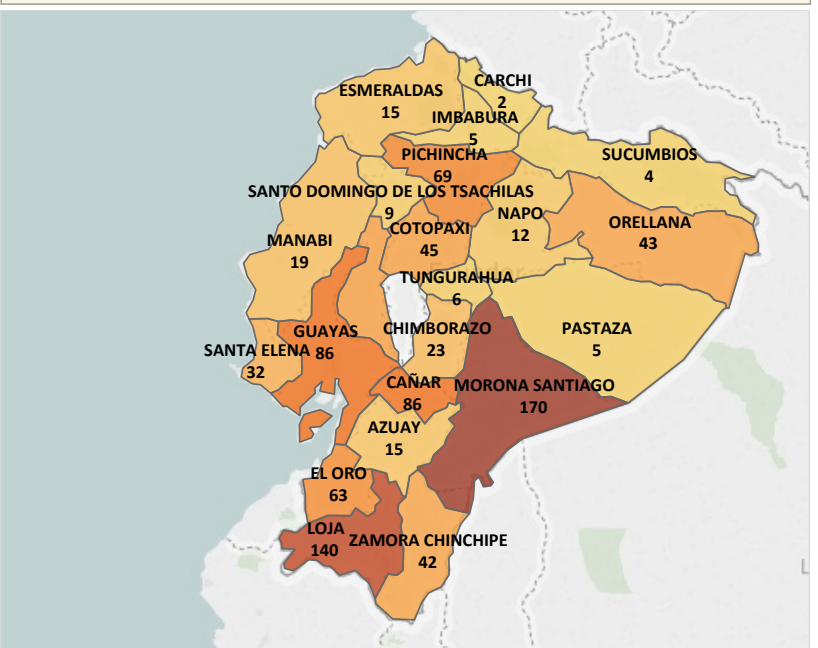 CARCHI
2
ESMERALDAS
15
IMBABURA
5
PICHINCHA
69
SUCUMBIOS
4
SANTO DOMINGO DE LOS TSACHILAS
9
NAPO
12
ORELLANA
43
COTOPAXI
45
MANABI
19
TUNGURAHUA
6
GUAYAS
86
CHIMBORAZO
23
PASTAZA
5
SANTA ELENA
32
CAÑAR
86
MORONA SANTIAGO
170
AZUAY
15
EL ORO
63
LOJA
140
ZAMORA CHINCHIPE
42